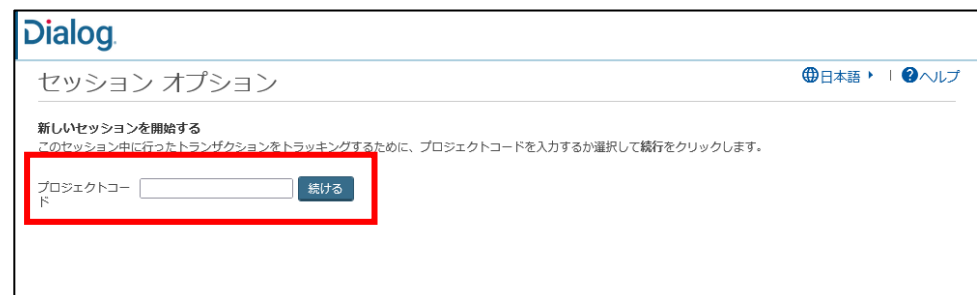 Dialog
セッション オプション
日本語 ヘルプ
新しいセッションを開始する
このセッション中に行ったトランザクションをトラッキングするために、プロジェクトコードを入力するか選択して続行をクリックします。
プロジェクトコー
ド
続ける